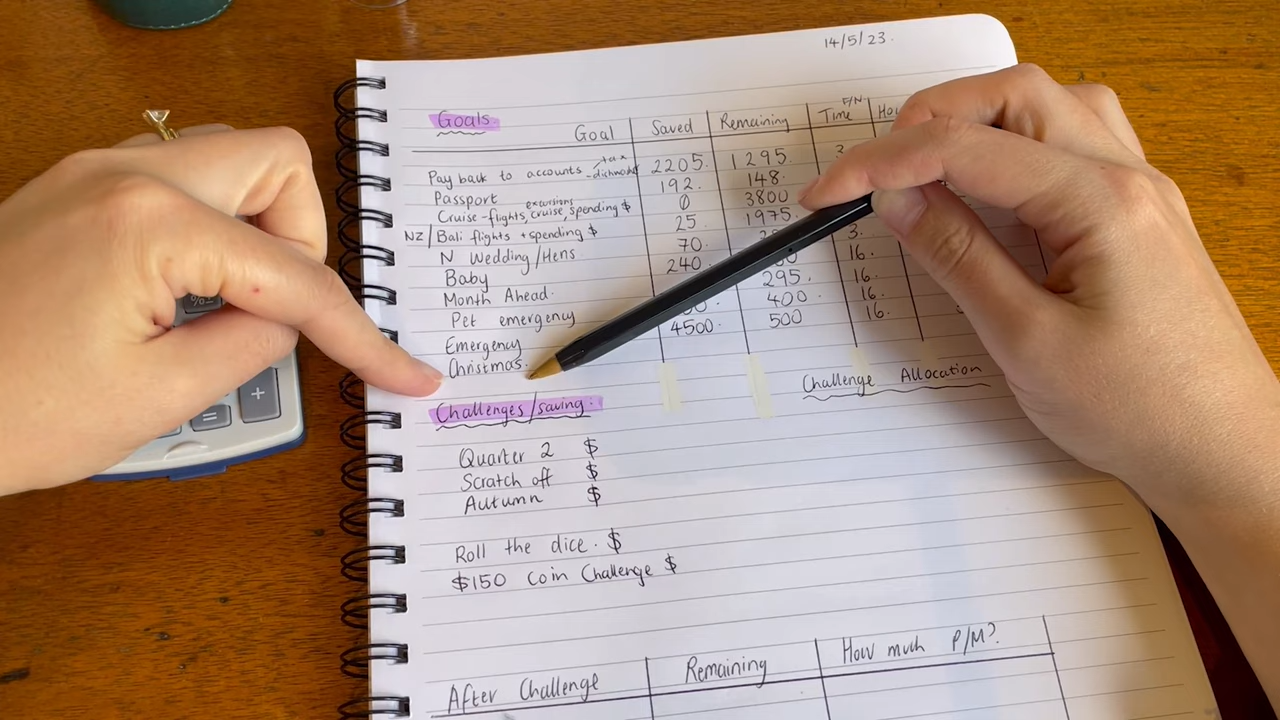 14/5/23.
Goals
Goal Saved Remaining Time F/N
Pay back to accounts tax 2205. 1295. 3
Passport 192. 148.
Cruise - flights, cruise, spending $ excursions 0 3800
NZ/Bali flights + spending $ 25 1975.
N Wedding/Hens 70. 3.
Baby 240. 16.
Month Ahead. 295. 16.
Pet emergency 400. 16.
Emergency 4500. 500 16.
Christmas.
Challenges/saving. Challenge Allocation
Quarter 2 $
Scratch off $
Autumn $
Roll the dice. $
$150 Coin Challenge $
After Challenge Remaining How much P/M?